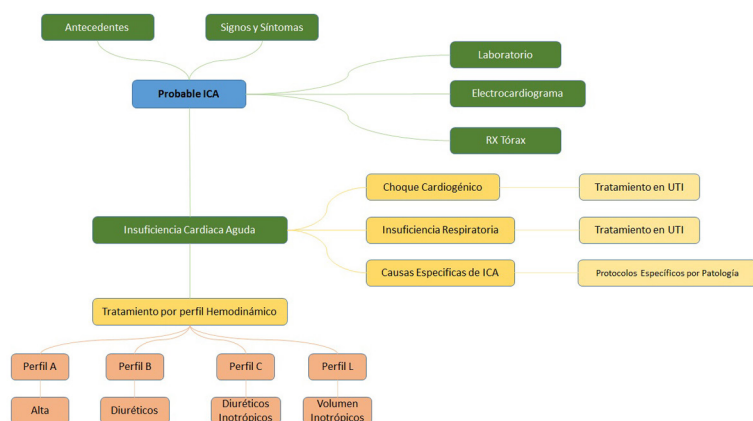 Antecedentes
Signos y Síntomas
Laboratorio
Probable ICA
Electrocardiograma
RX Tórax
Choque Cardiogénico
Tratamiento en UTI
Insuficiencia Cardiaca Aguda
Insuficiencia Respiratoria
Tratamiento en UTI
Causas Especificas de ICA
Protocolos Específicos por Patología
Tratamiento por perfil Hemodinámico
Perfil A
Perfil B
Perfil C
Perfil L
Alta
Diuréticos
Diuréticos
Inotrópicos
Volumen
Inotrópicos